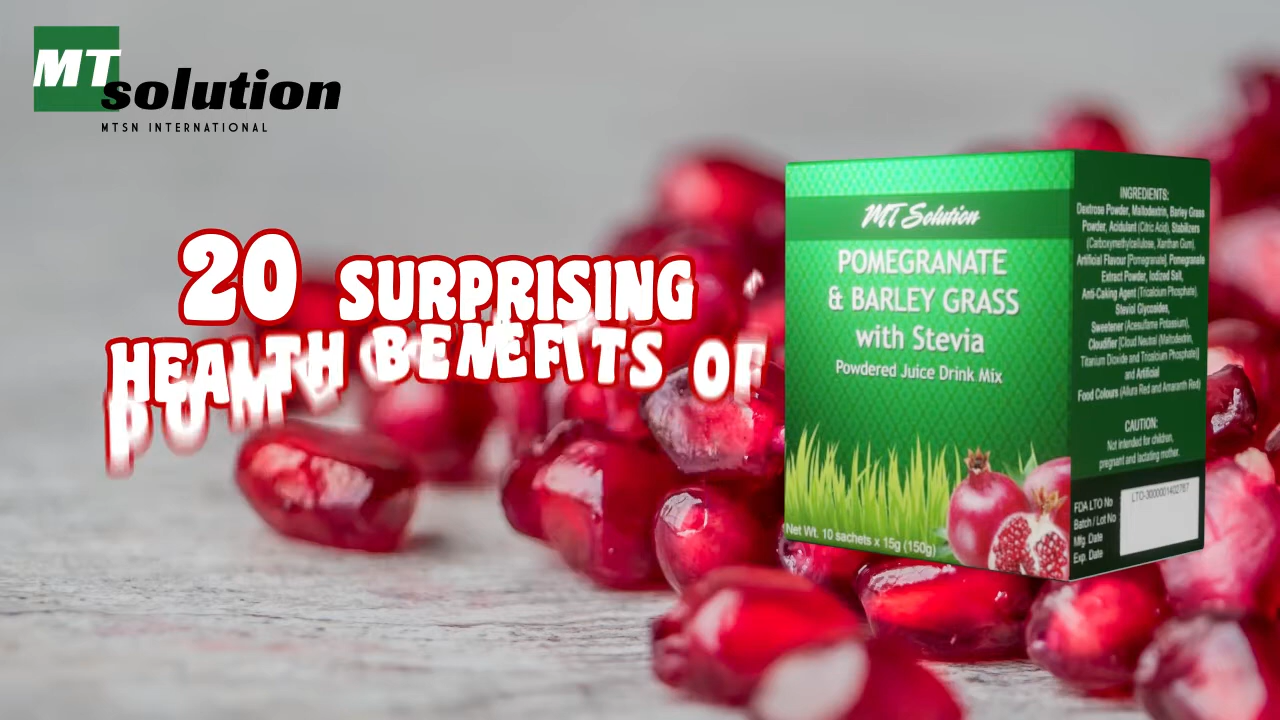 MT
solution
MTSN INTERNATIONAL
20 SURPRISING
HEALTH BENEFITS OF
MT Solution
POMEGRANATE
& BARLEY GRASS
with Stevia
Powdered Juice Drink Mix
Net Wt. 10 sachets x 15g (150g)
INGREDIENTS:
Dextrose Powder, Maltodextrin, Barley Grass
Powder, Acidulant (Citric Acid), Stabilizers
(Carboxymethylcellulose, Xanthan Gum),
Artificial Flavour [Pomegranate], Pomegranate
Extract Powder, Iodized Salt,
Anti-Caking Agent (Tricalcium Phosphate),
Steviol Glycosides,
Sweetener (Acesulfame Potassium),
Cloudifier [Cloud Neutral (Maltodextrin,
Titanium Dioxide and Tricalcium Phosphate)]
and Artificial
Food Colours (Allura Red and Amaranth Red)
CAUTION:
Not intended for children,
pregnant and lactating mother.
FDA LTO No
LTO-3000001402767
Batch / Lot No
Mfg. Date
Exp. Date